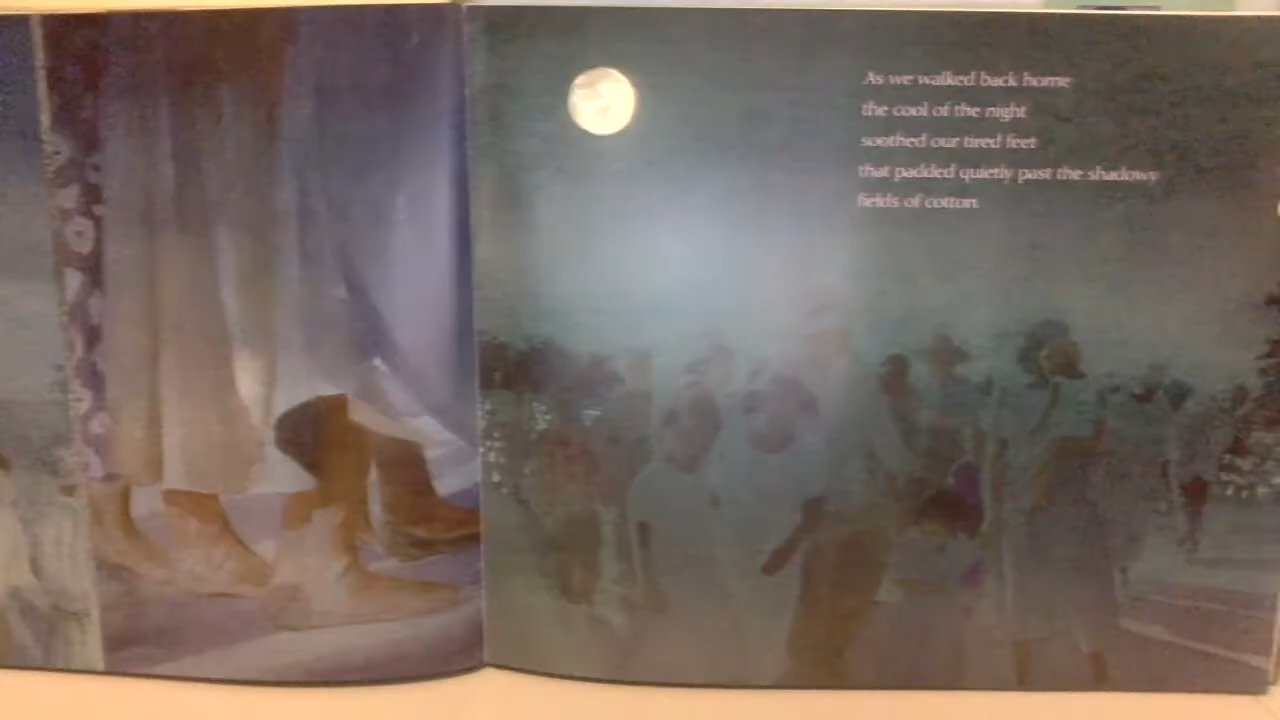 As we walked back home
the cool of the night
soothed our tired feet
that padded quietly past the shadowy
fields of cotton